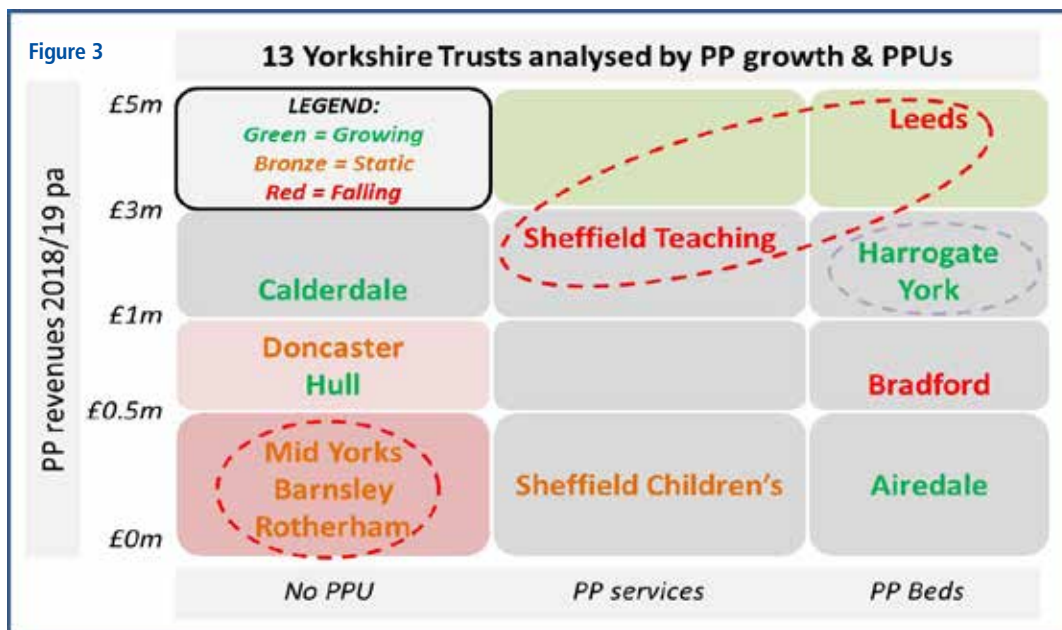 Figure 3
13 Yorkshire Trusts analysed by PP growth & PPUs
PP revenues 2018/19 pa
£5m
£3m
£1m
£0.5m
£0m
LEGEND:
Green = Growing
Bronze = Static
Red = Falling
Leeds
Sheffield Teaching
Calderdale
Harrogate
York
Doncaster
Hull
Bradford
Mid Yorks
Barnsley
Rotherham
Sheffield Children's
Airedale
No PPU
PP services
PP Beds